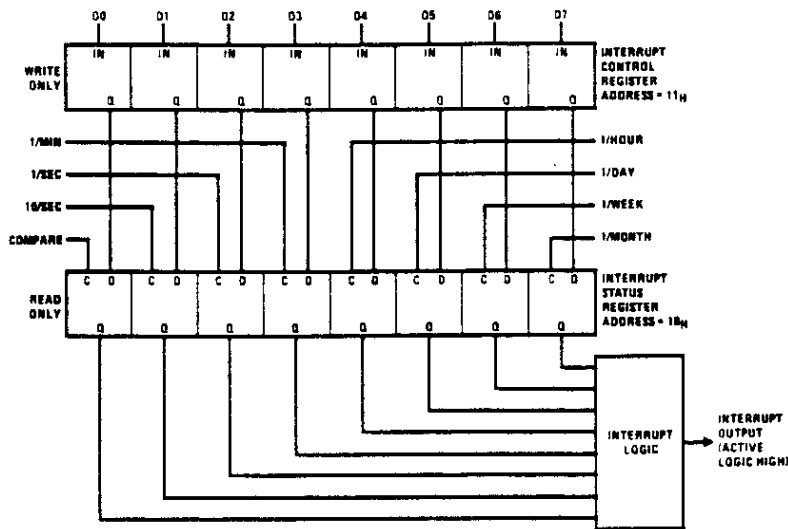 D0 D1 D2 D3 D4 D5 D6 D7
IN IN IN IN IN IN IN IN
WRITE
ONLY
INTERRUPT
CONTROL
REGISTER
ADDRESS = 11H
Q Q Q Q Q Q Q Q
1/MIN
1/HOUR
1/SEC
1/DAY
10/SEC
1/WEEK
COMPARE
1/MONTH
C D C D C D C D C D C D C D C D
READ
ONLY
INTERRUPT
STATUS
REGISTER
ADDRESS = 10H
Q Q Q Q Q Q Q Q
INTERRUPT
LOGIC
INTERRUPT
OUTPUT
(ACTIVE
LOGIC HIGH)